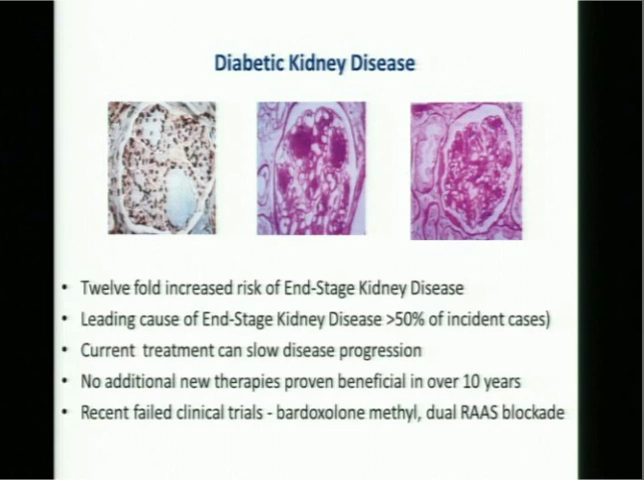 Diabetic Kidney Disease
• Twelve fold increased risk of End-Stage Kidney Disease
• Leading cause of End-Stage Kidney Disease >50% of incident cases)
• Current treatment can slow disease progression
• No additional new therapies proven beneficial in over 10 years
• Recent failed clinical trials - bardoxolone methyl, dual RAAS blockade